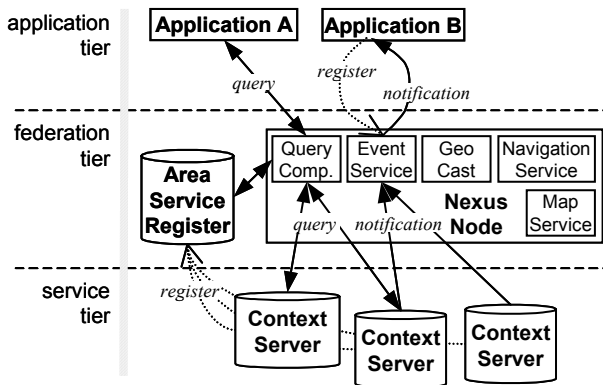 application
tier
Application A
Application B
register
query
notification
federation
tier
Query
Comp.
Event
Service
Geo
Cast
Navigation
Service
Area
Service
Register
Nexus
Node
Map
Service
query
notification
service
tier
register
Context
Server
Context
Server
Context
Server